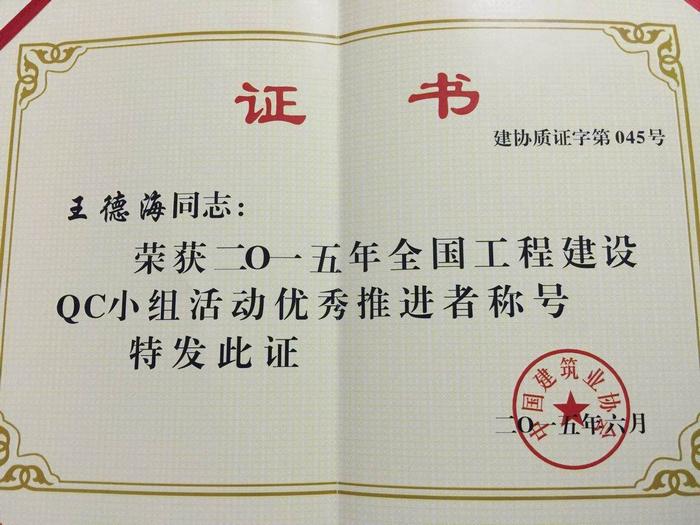 证书
建协质证字第045号
王德海同志：
荣获二O一五年全国工程建设
QC小组活动优秀推进者称号
特发此证
中国建筑业协会
二O一五年六月